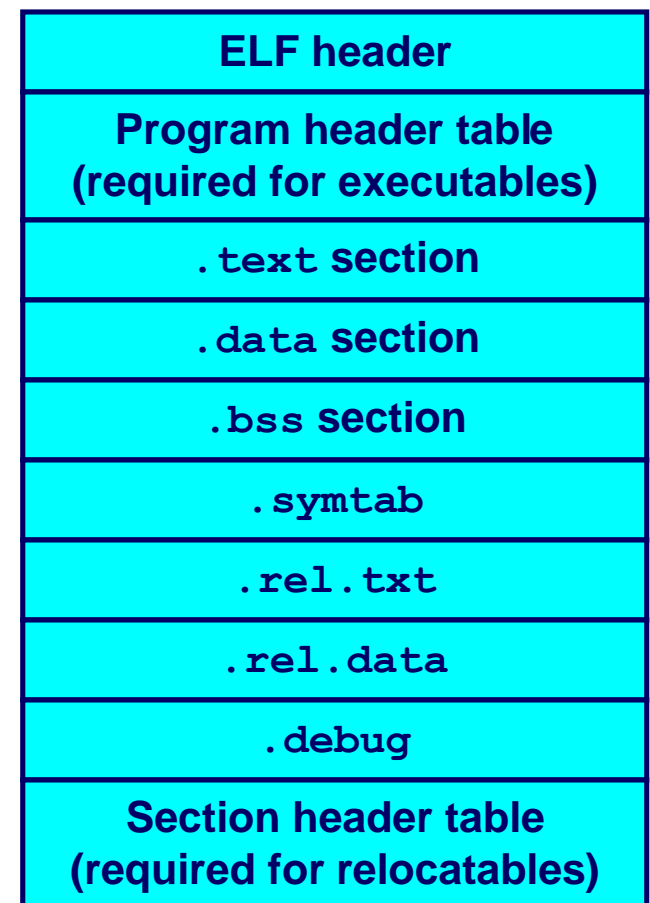 ELF header
Program header table
(required for executables)
.text section
.data section
.bss section
.symtab
.rel.txt
.rel.data
.debug
Section header table
(required for relocatables)